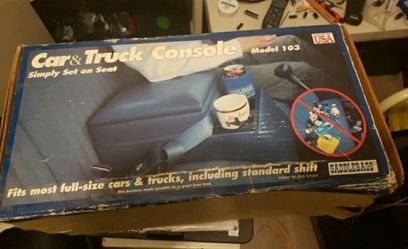 Car & Truck Console
Model 103
USA
Simply Set on Seat
Fits most full-size cars & trucks, including standard shift
SADDLEBAGS